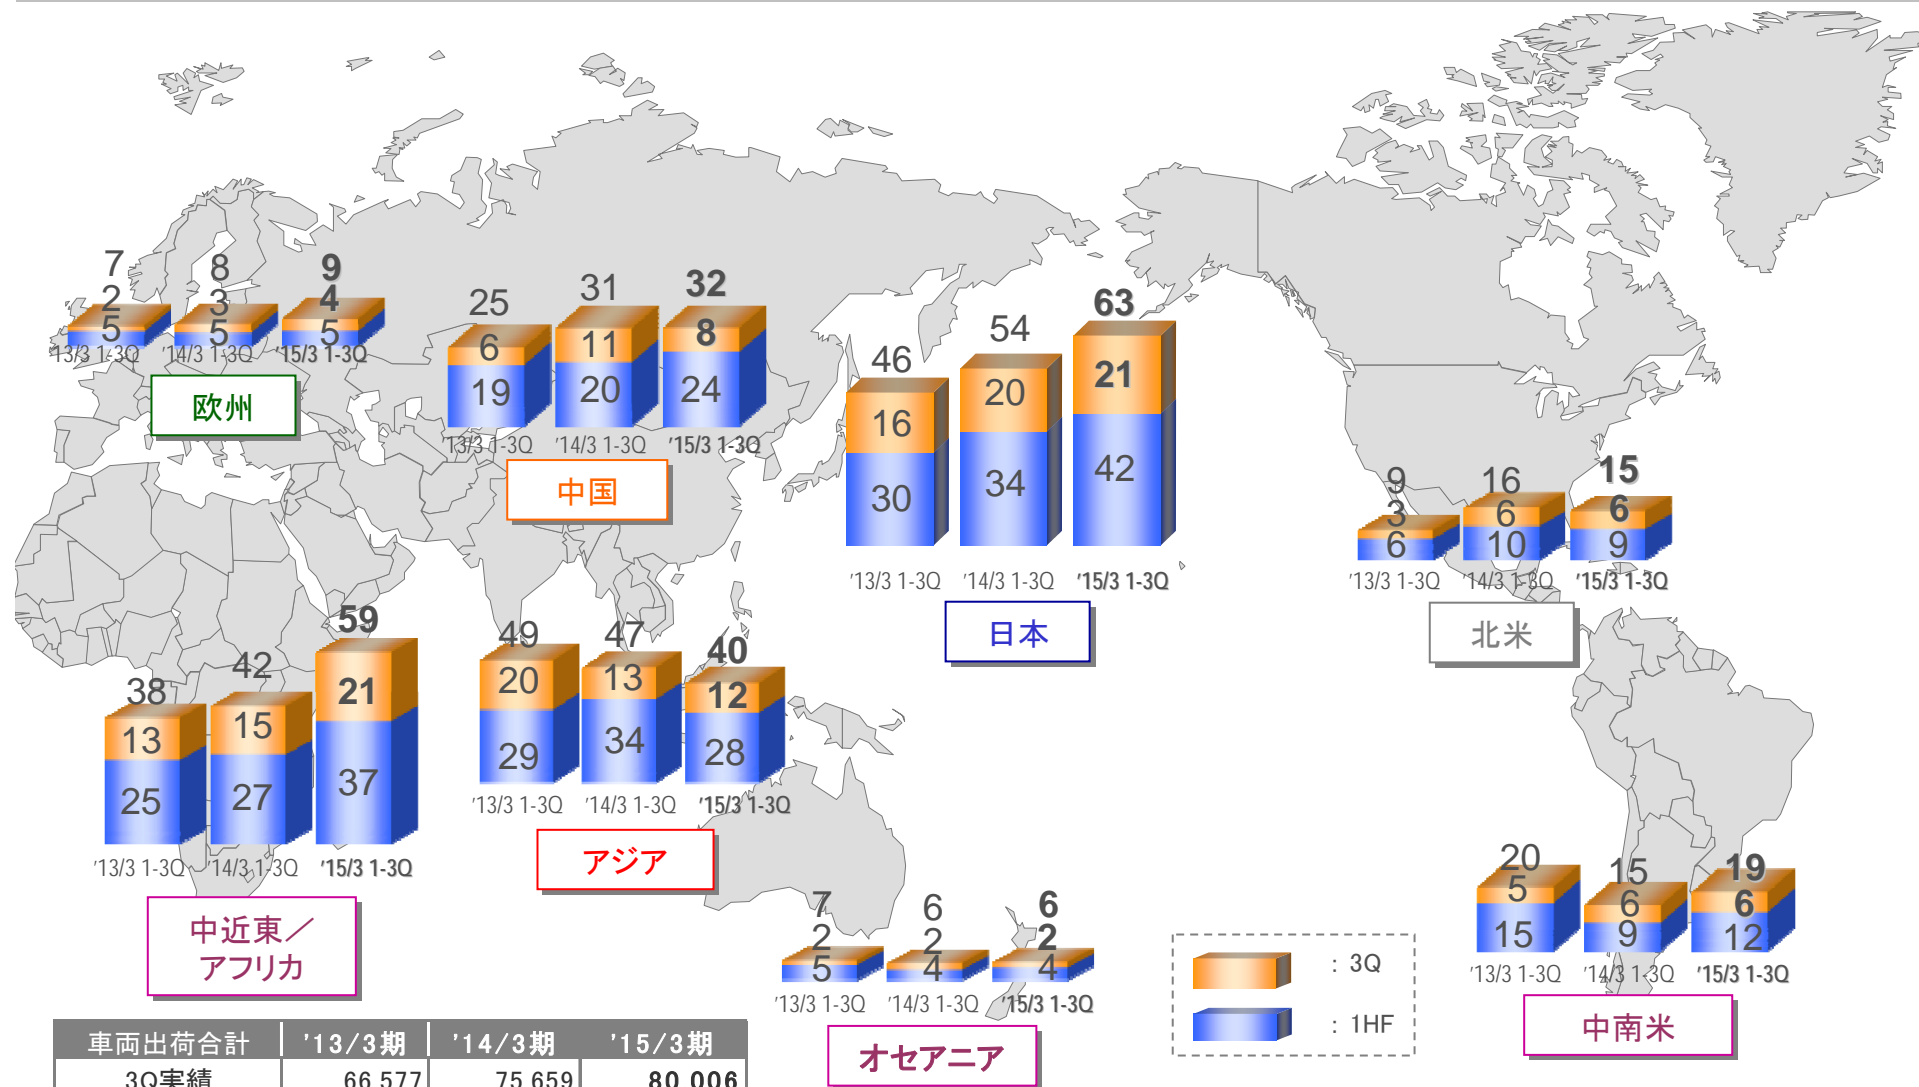 7
2
5
'13/3 1-3Q
8
3
5
'14/3 1-3Q
9
4
5
'15/3 1-3Q
欧州
25
6
19
'13/3 1-3Q
31
11
20
'14/3 1-3Q
32
8
24
'15/3 1-3Q
中国
46
16
30
'13/3 1-3Q
54
20
34
'14/3 1-3Q
63
21
42
'15/3 1-3Q
日本
9
3
6
'13/3 1-3Q
16
6
10
'14/3 1-3Q
15
6
9
'15/3 1-3Q
北米
38
13
25
'13/3 1-3Q
42
15
27
'14/3 1-3Q
59
21
37
'15/3 1-3Q
中近東／
アフリカ
49
20
29
'13/3 1-3Q
47
13
34
'14/3 1-3Q
40
12
28
'15/3 1-3Q
アジア
7
2
5
'13/3 1-3Q
6
2
4
'14/3 1-3Q
6
2
4
'15/3 1-3Q
オセアニア
20
5
15
'13/3 1-3Q
15
6
9
'14/3 1-3Q
19
6
12
'15/3 1-3Q
中南米
: 3Q
: 1HF
車両出荷合計 '13/3期 '14/3期 '15/3期
3Q実績 66,577 75,659 80,006